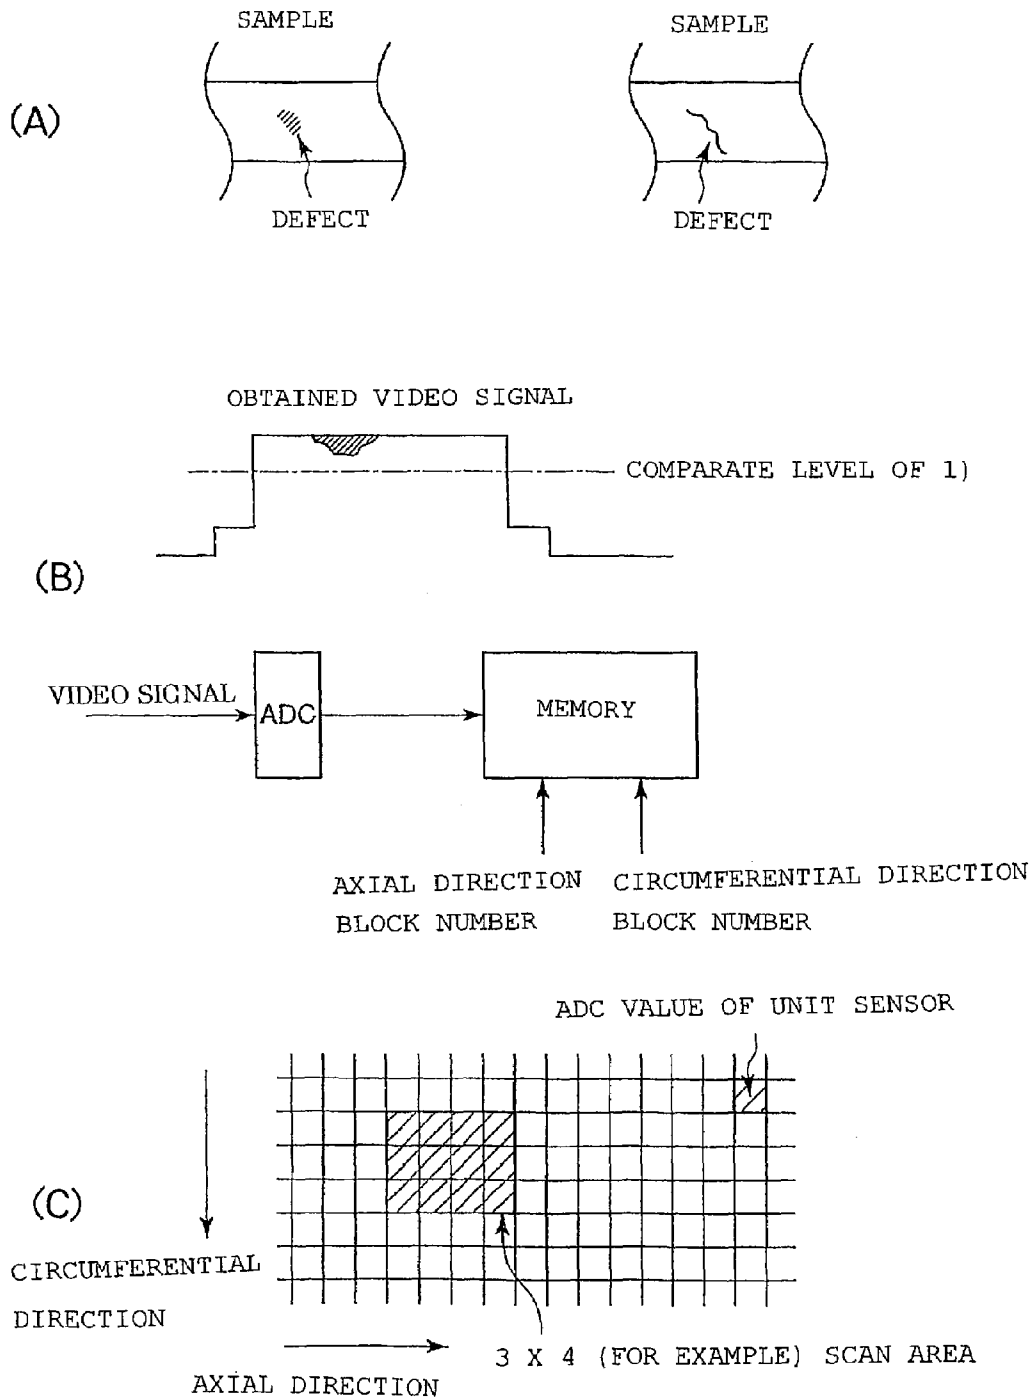 SAMPLE
SAMPLE
(A)
DEFECT
DEFECT
OBTAINED VIDEO SIGNAL
COMPARATE LEVEL OF 1)
(B)
VIDEO SIGNAL
ADC
MEMORY
AXIAL DIRECTION
BLOCK NUMBER
CIRCUMFERENTIAL DIRECTION
BLOCK NUMBER
ADC VALUE OF UNIT SENSOR
(C)
CIRCUMFERENTIAL
DIRECTION
3 X 4 (FOR EXAMPLE) SCAN AREA
AXIAL DIRECTION